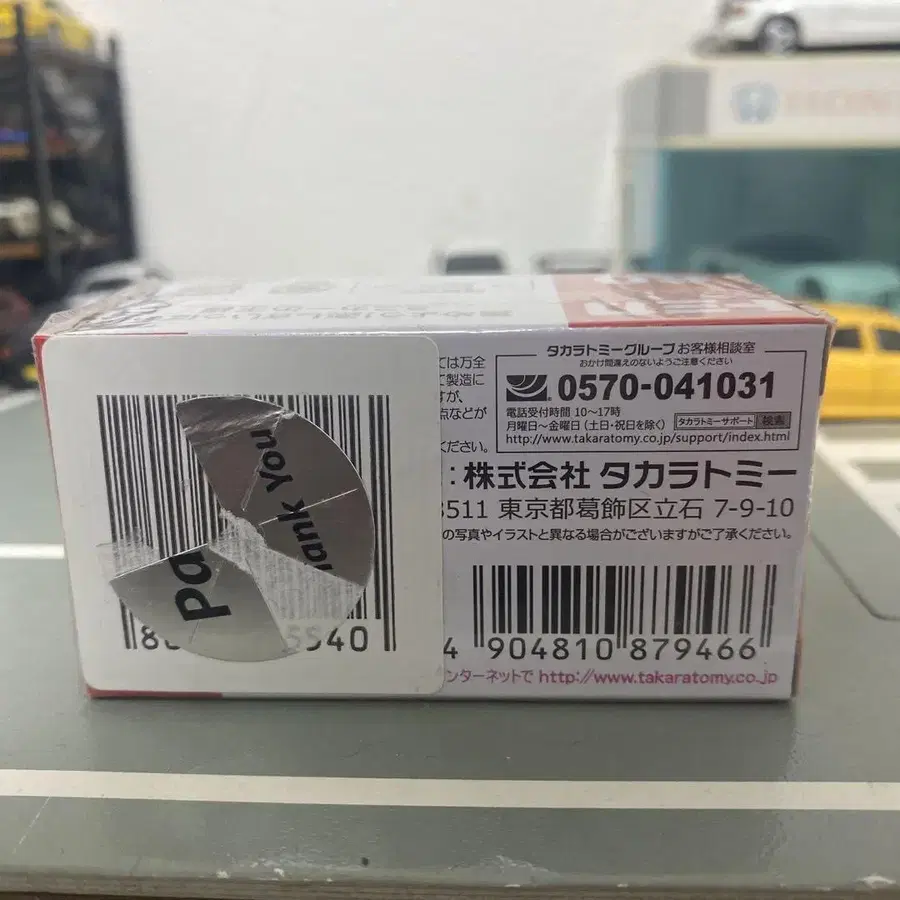 タカラトミーグループお客様相談室
おかけ間違えのないようご注意ください
0570-041031
電話受付時間 10〜17時
月曜日〜金曜日（土日・祝日を除く）
タカラトミーサポート 検索
http://www.takaratomy.co.jp/support/index.html
ては万全
て製造に
すが、
点などが
ください。
：株式会社 タカラトミー
511 東京都葛飾区立石 7-9-10
の写真やイラストと異なる場合がございますがご了承ください。
4 904810 879466
ンターネットで http://www.takaratomy.co.jp
Thank You
Paid
88 5540